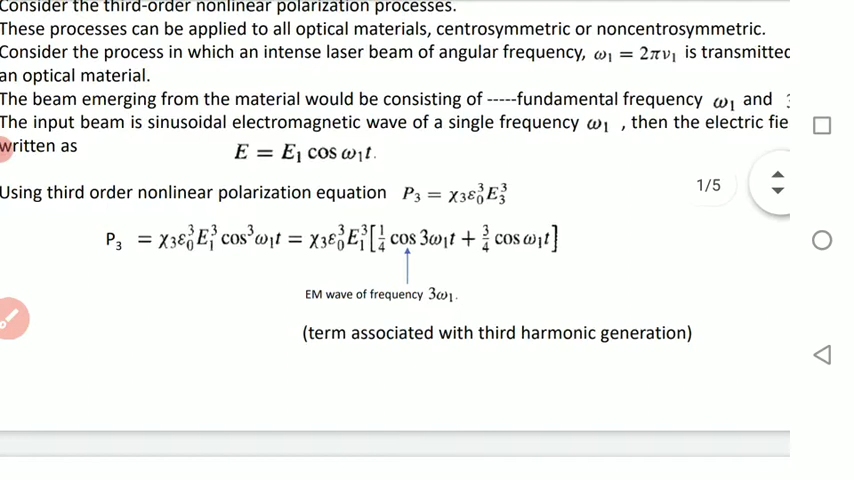 Consider the third-order nonlinear polarization processes.
These processes can be applied to all optical materials, centrosymmetric or noncentrosymmetric.
Consider the process in which an intense laser beam of angular frequency, ω₁ = 2πν₁ is transmitted
an optical material.
The beam emerging from the material would be consisting of -----fundamental frequency ω₁ and 3
The input beam is sinusoidal electromagnetic wave of a single frequency ω₁ , then the electric fie
written as
E = E₁ cos ω₁t.
Using third order nonlinear polarization equation P₃ = χ₃ε₀³E₃³
1/5
P₃ = χ₃ε₀³E₁³ cos³ω₁t = χ₃ε₀³E₁³[¼ cos 3ω₁t + ¾ cos ω₁t]
EM wave of frequency 3ω₁.
(term associated with third harmonic generation)